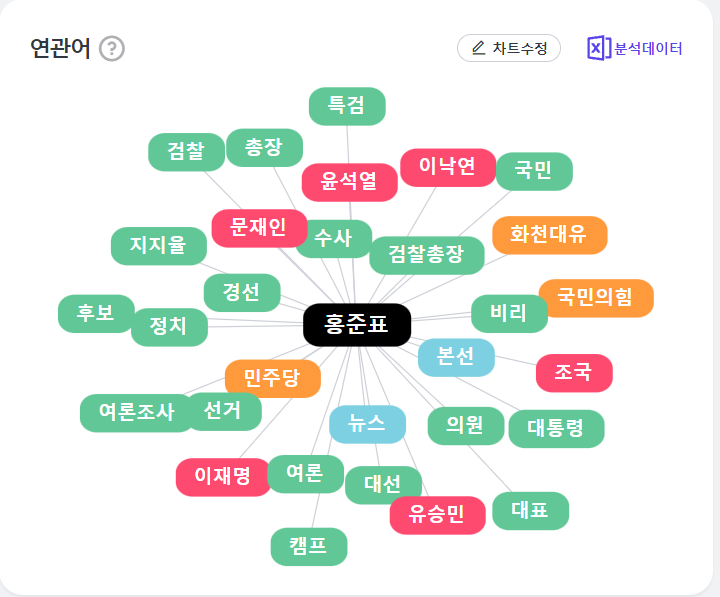 연관어 ?
차트수정
분석데이터
특검
검찰
총장
윤석열
이낙연
국민
문재인
수사
화천대유
지지율
검찰총장
경선
국민의힘
후보
정치
홍준표
비리
본선
조국
민주당
여론조사
선거
뉴스
의원
대통령
이재명
여론
대선
유승민
대표
캠프